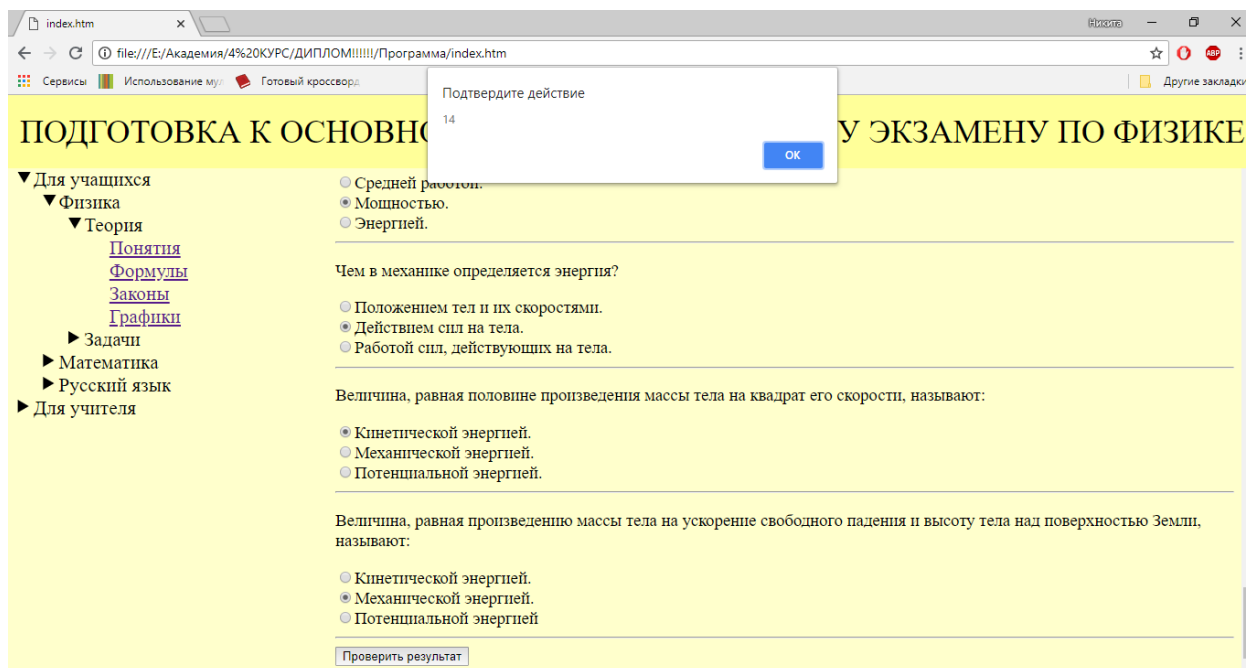 index.htm
Никита
file:///E:/Академия/4%20КУРС/ДИПЛОМ!!!!!!/Программа/index.htm
ABP
Сервисы Использование мул Готовый кроссворд Другие закладки
Подтвердите действие
14
ОК
ПОДГОТОВКА К ОСНОВН У ЭКЗАМЕНУ ПО ФИЗИКЕ
▼Для учащихся
▼Физика
▼Теория
Понятия
Формулы
Законы
Графики
▶Задачи
▶Математика
▶Русский язык
▶Для учителя
Средней работой.
Мощностью.
Энергией.
Чем в механике определяется энергия?
Положением тел и их скоростями.
Действием сил на тела.
Работой сил, действующих на тела.
Величина, равная половине произведения массы тела на квадрат его скорости, называют:
Кинетической энергией.
Механической энергией.
Потенциальной энергией.
Величина, равная произведению массы тела на ускорение свободного падения и высоту тела над поверхностью Земли,
называют:
Кинетической энергией.
Механической энергией.
Потенциальной энергией
Проверить результат